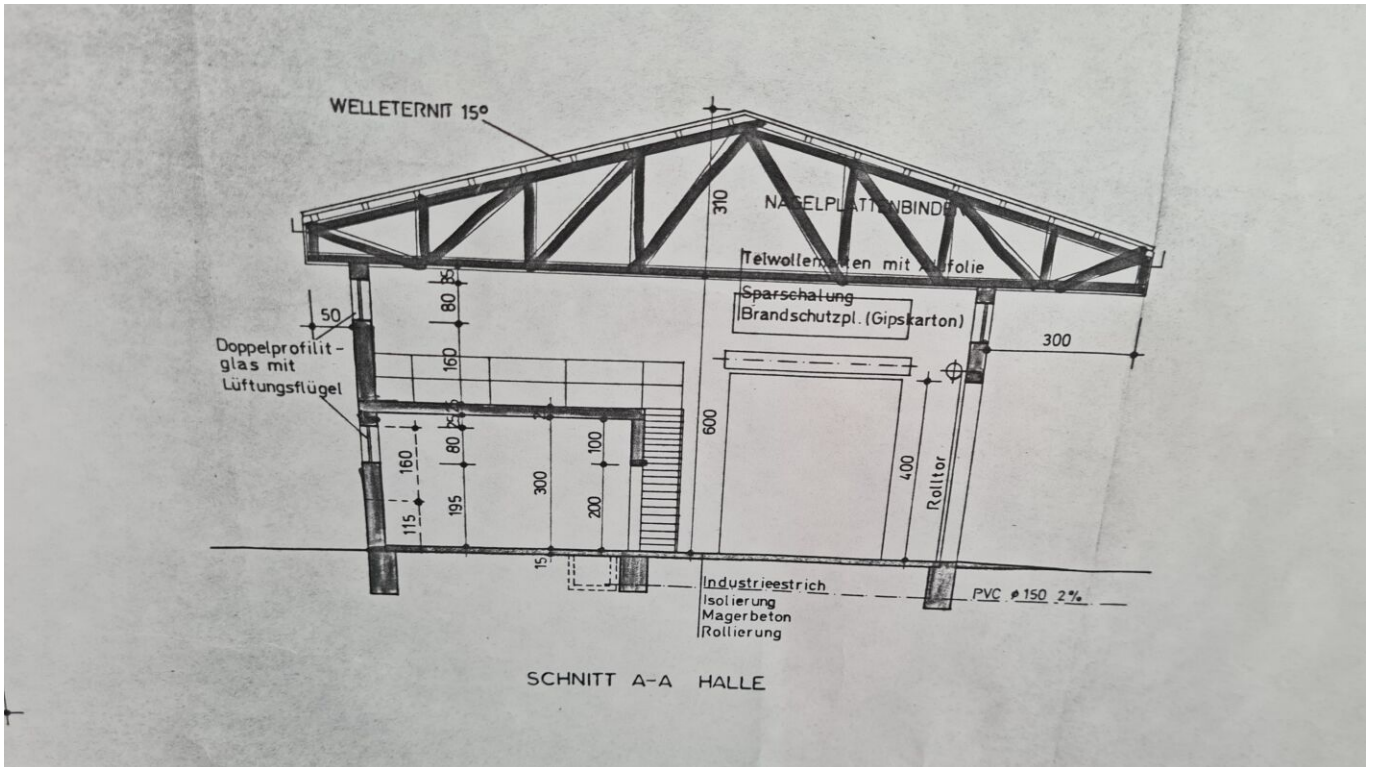 WELLETERNIT 15°
310
NAGELPLATTENBINDER
Telwollematten mit Alufolie
Sparschalung
Brandschutzpl. (Gipskarton)
50
80
300
Doppelprofilit-
glas mit
Lüftungsflügel
160
600
25
80
100
160
400
Rolltor
300
195
200
115
15
Industrieestrich
Isolierung
Magerbeton
Rollierung
PVC ø 150 2%
SCHNITT A-A HALLE